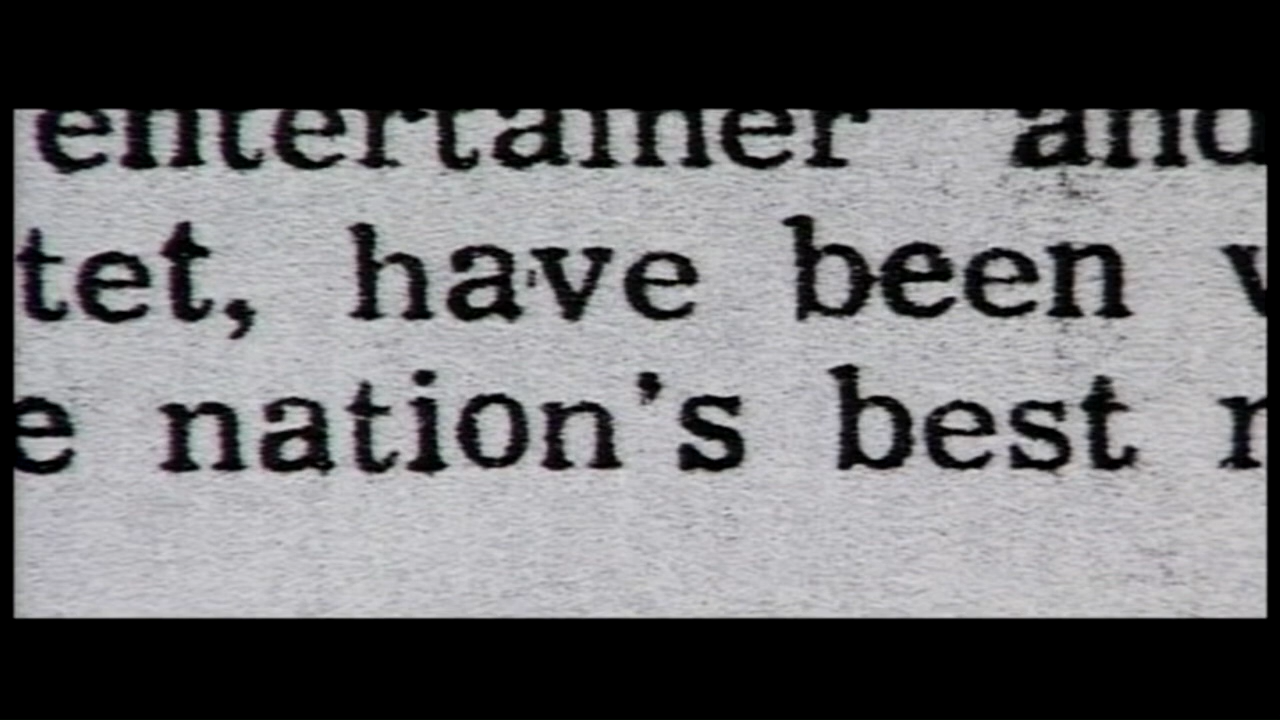 entertainer and
tet, have been
e nation's best